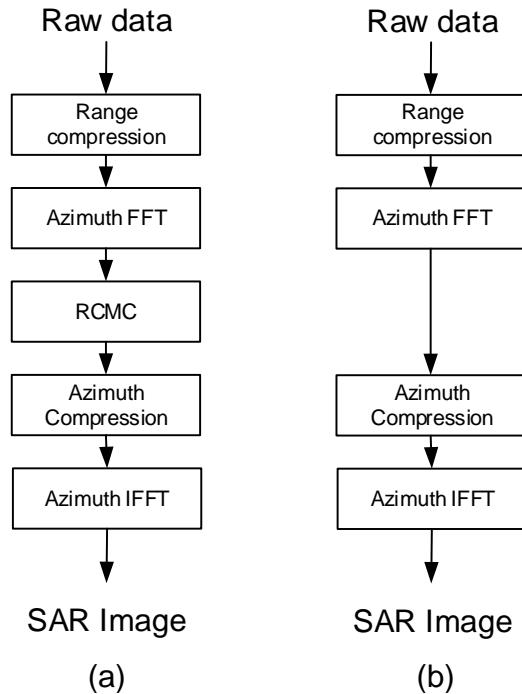 Raw data
Range
compression
Azimuth FFT
RCMC
Azimuth
Compression
Azimuth IFFT
SAR Image
(a)
Raw data
Range
compression
Azimuth FFT
Azimuth
Compression
Azimuth IFFT
SAR Image
(b)